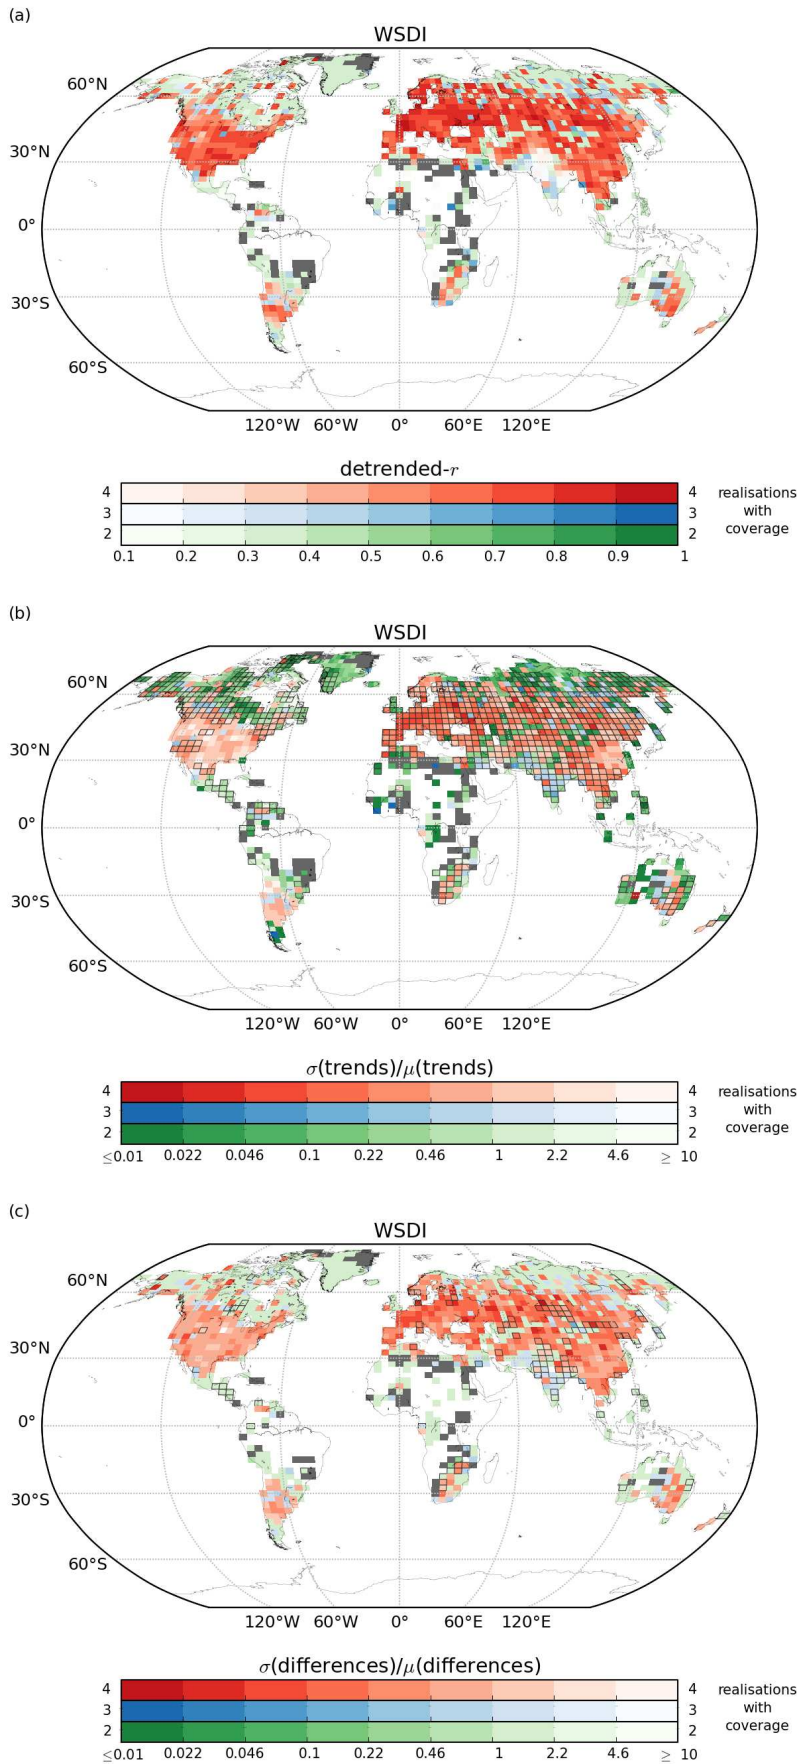 (a)
WSDI
60°N
30°N
0°
30°S
60°S
120°W 60°W 0° 60°E 120°E
detrended-r
4 4 realisations
3 3 with
2 2 coverage
0.1 0.2 0.3 0.4 0.5 0.6 0.7 0.8 0.9 1
(b)
WSDI
60°N
30°N
0°
30°S
60°S
120°W 60°W 0° 60°E 120°E
σ(trends)/μ(trends)
4 4 realisations
3 3 with
2 2 coverage
≤0.01 0.022 0.046 0.1 0.22 0.46 1 2.2 4.6 ≥ 10
(c)
WSDI
60°N
30°N
0°
30°S
60°S
120°W 60°W 0° 60°E 120°E
σ(differences)/μ(differences)
4 4 realisations
3 3 with
2 2 coverage
≤0.01 0.022 0.046 0.1 0.22 0.46 1 2.2 4.6 ≥ 10